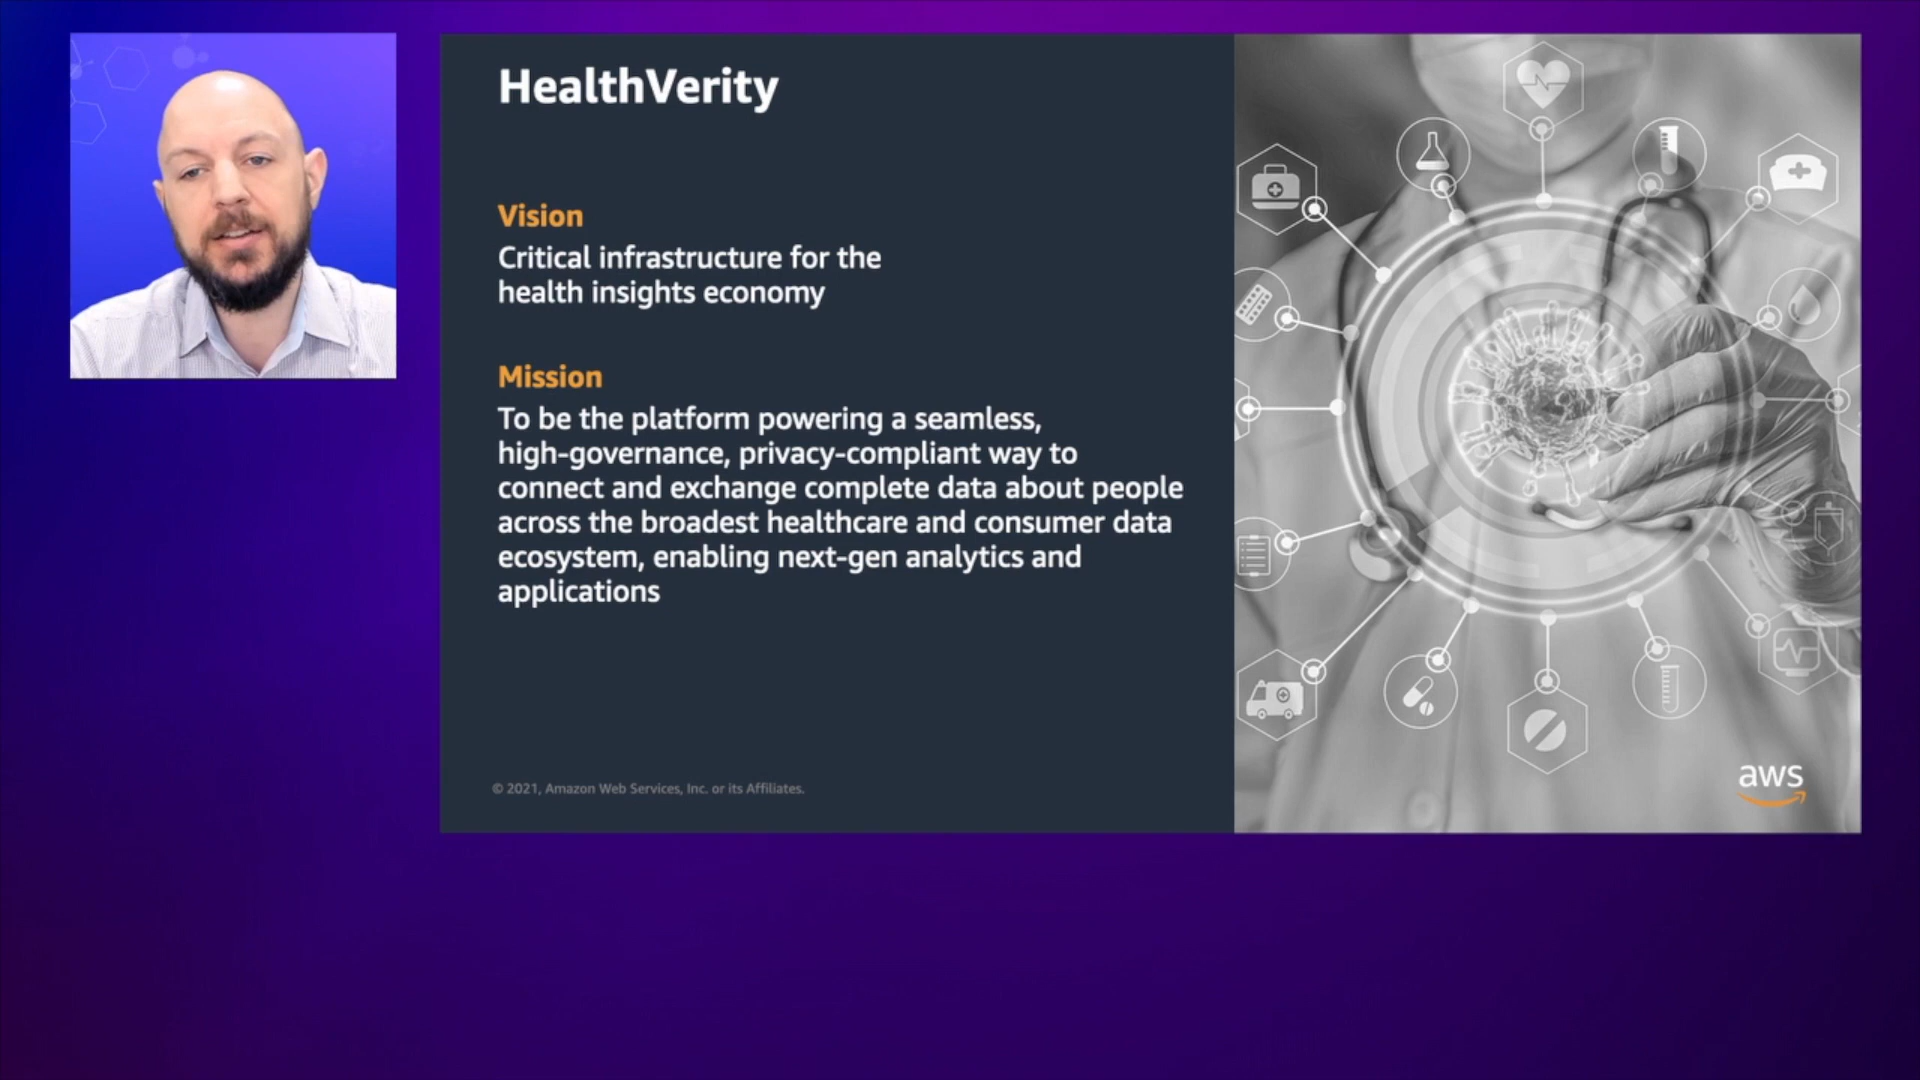 HealthVerity
Vision
Critical infrastructure for the
health insights economy
Mission
To be the platform powering a seamless,
high-governance, privacy-compliant way to
connect and exchange complete data about people
across the broadest healthcare and consumer data
ecosystem, enabling next-gen analytics and
applications
© 2021, Amazon Web Services, Inc. or its Affiliates.
aws